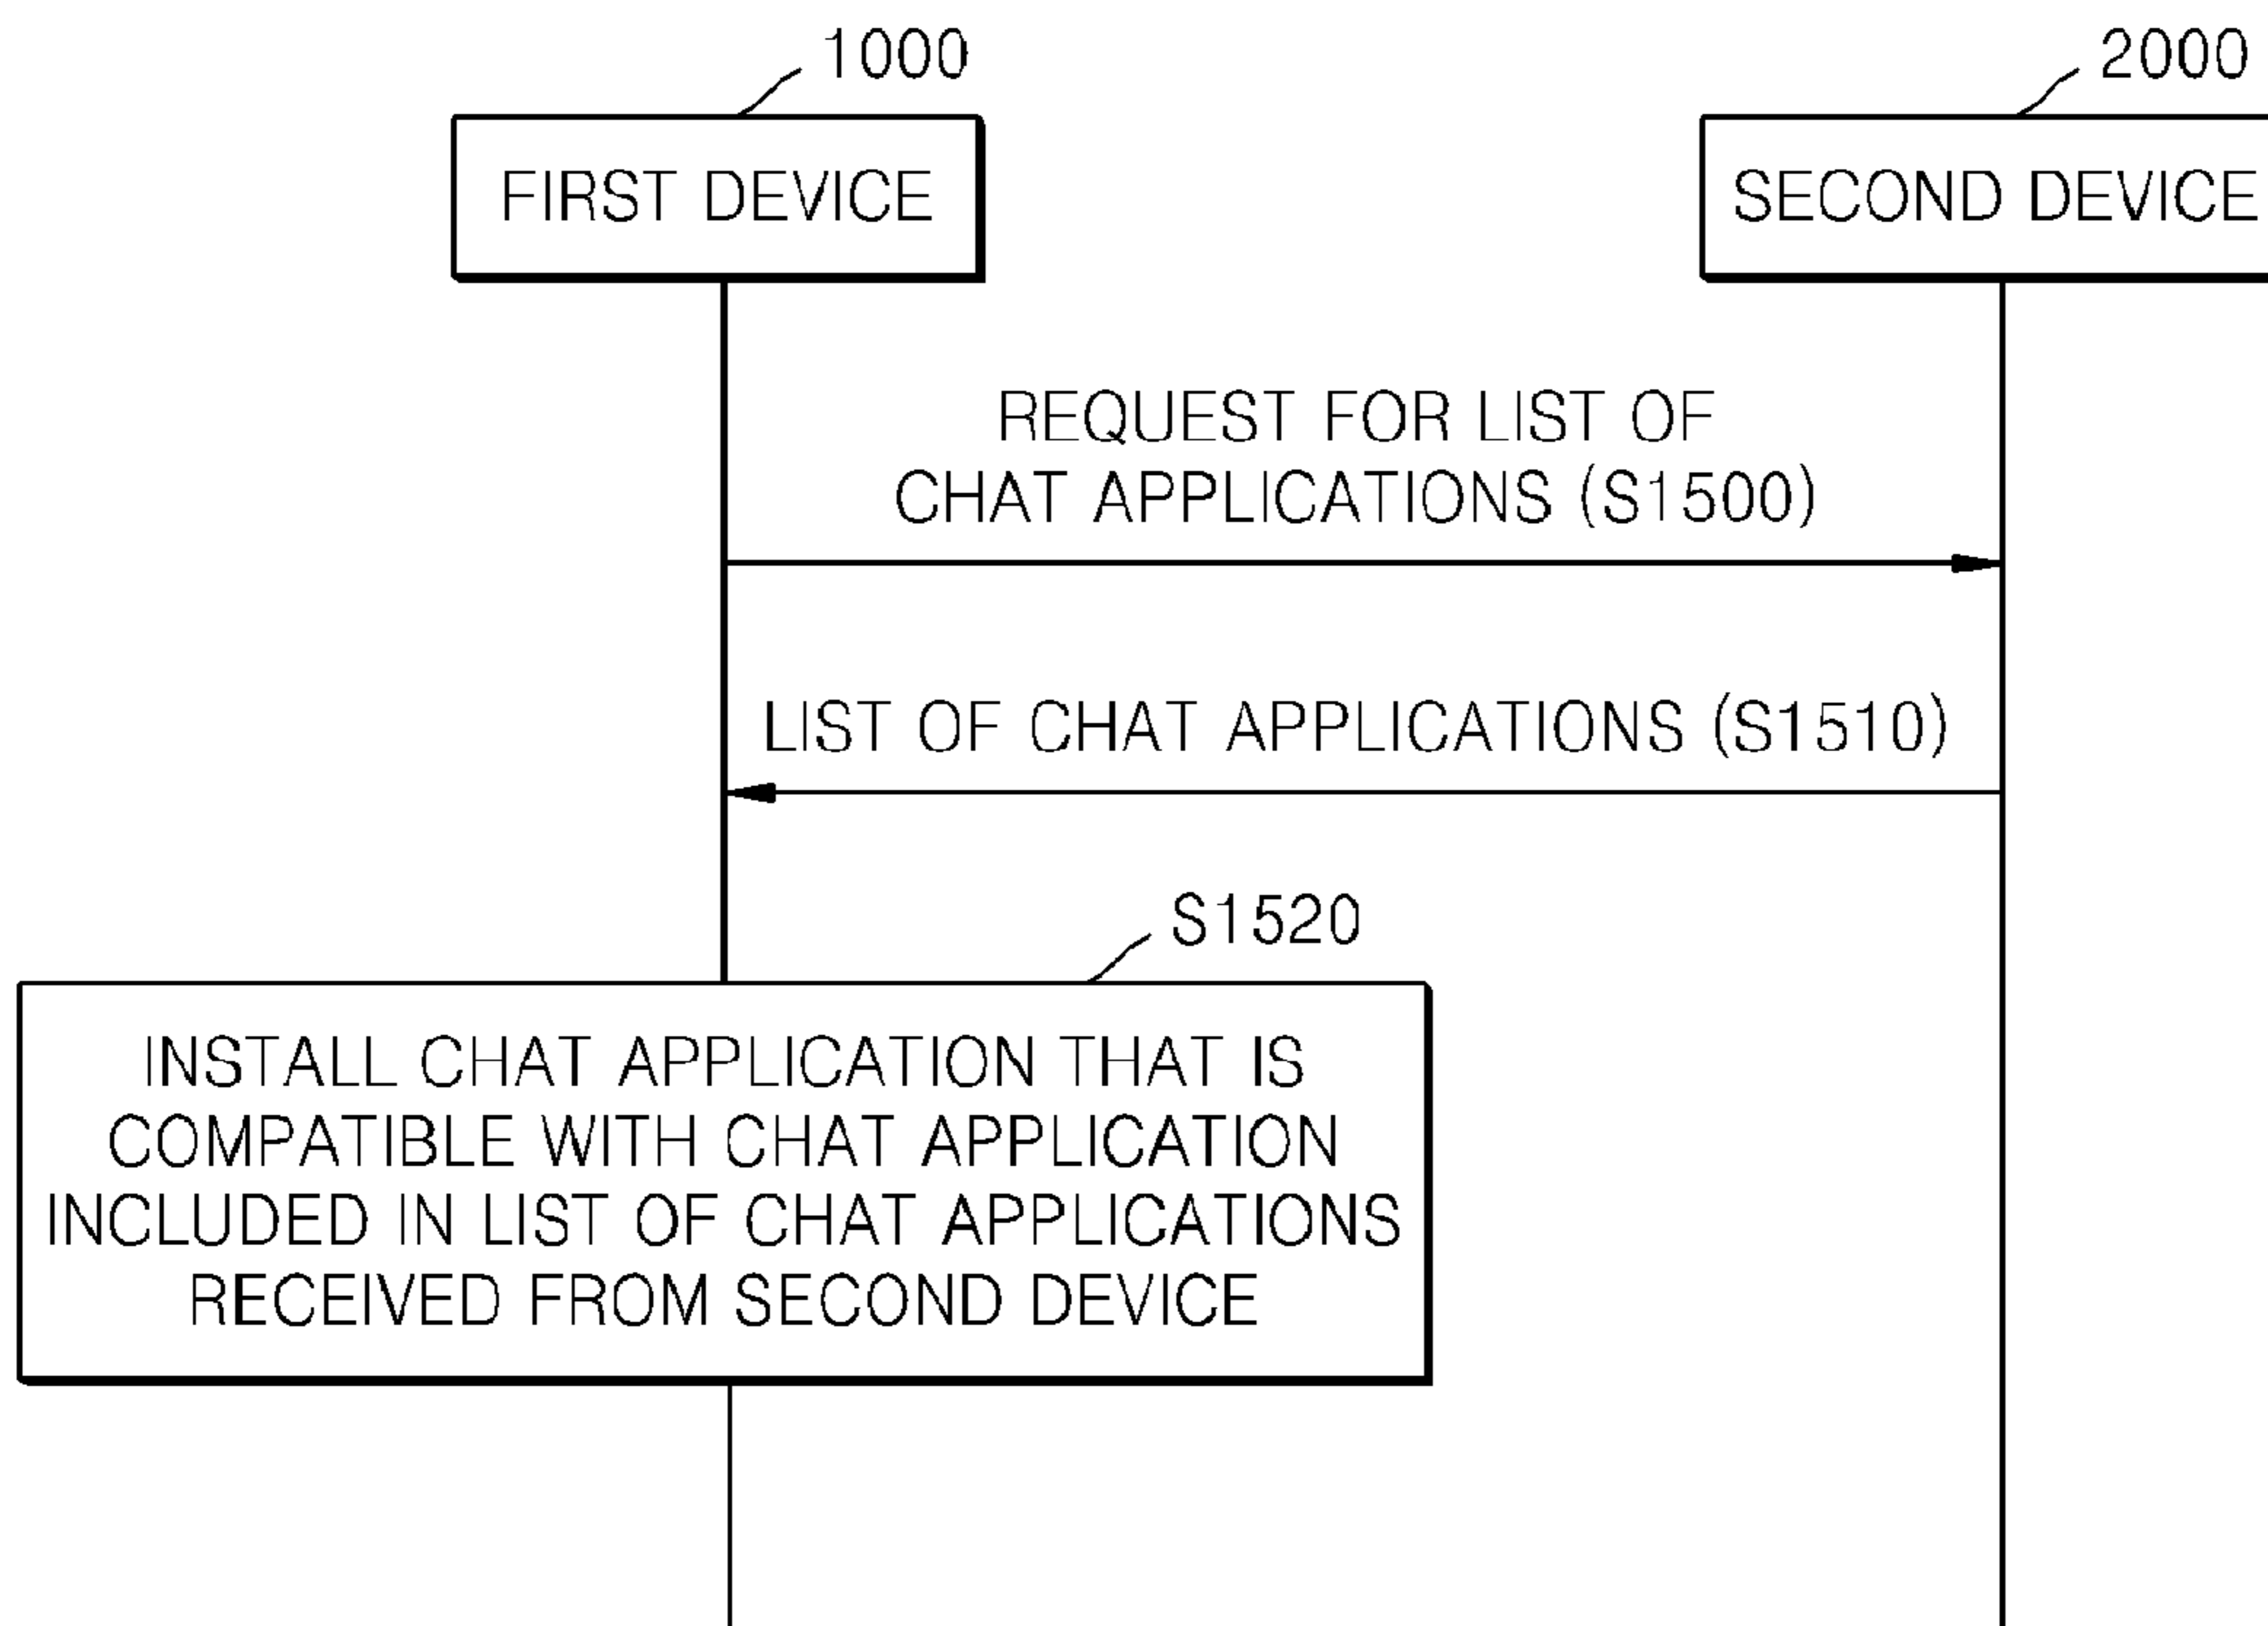 1000
2000
FIRST DEVICE
SECOND DEVICE
REQUEST FOR LIST OF
CHAT APPLICATIONS (S1500)
LIST OF CHAT APPLICATIONS (S1510)
S1520
INSTALL CHAT APPLICATION THAT IS
COMPATIBLE WITH CHAT APPLICATION
INCLUDED IN LIST OF CHAT APPLICATIONS
RECEIVED FROM SECOND DEVICE